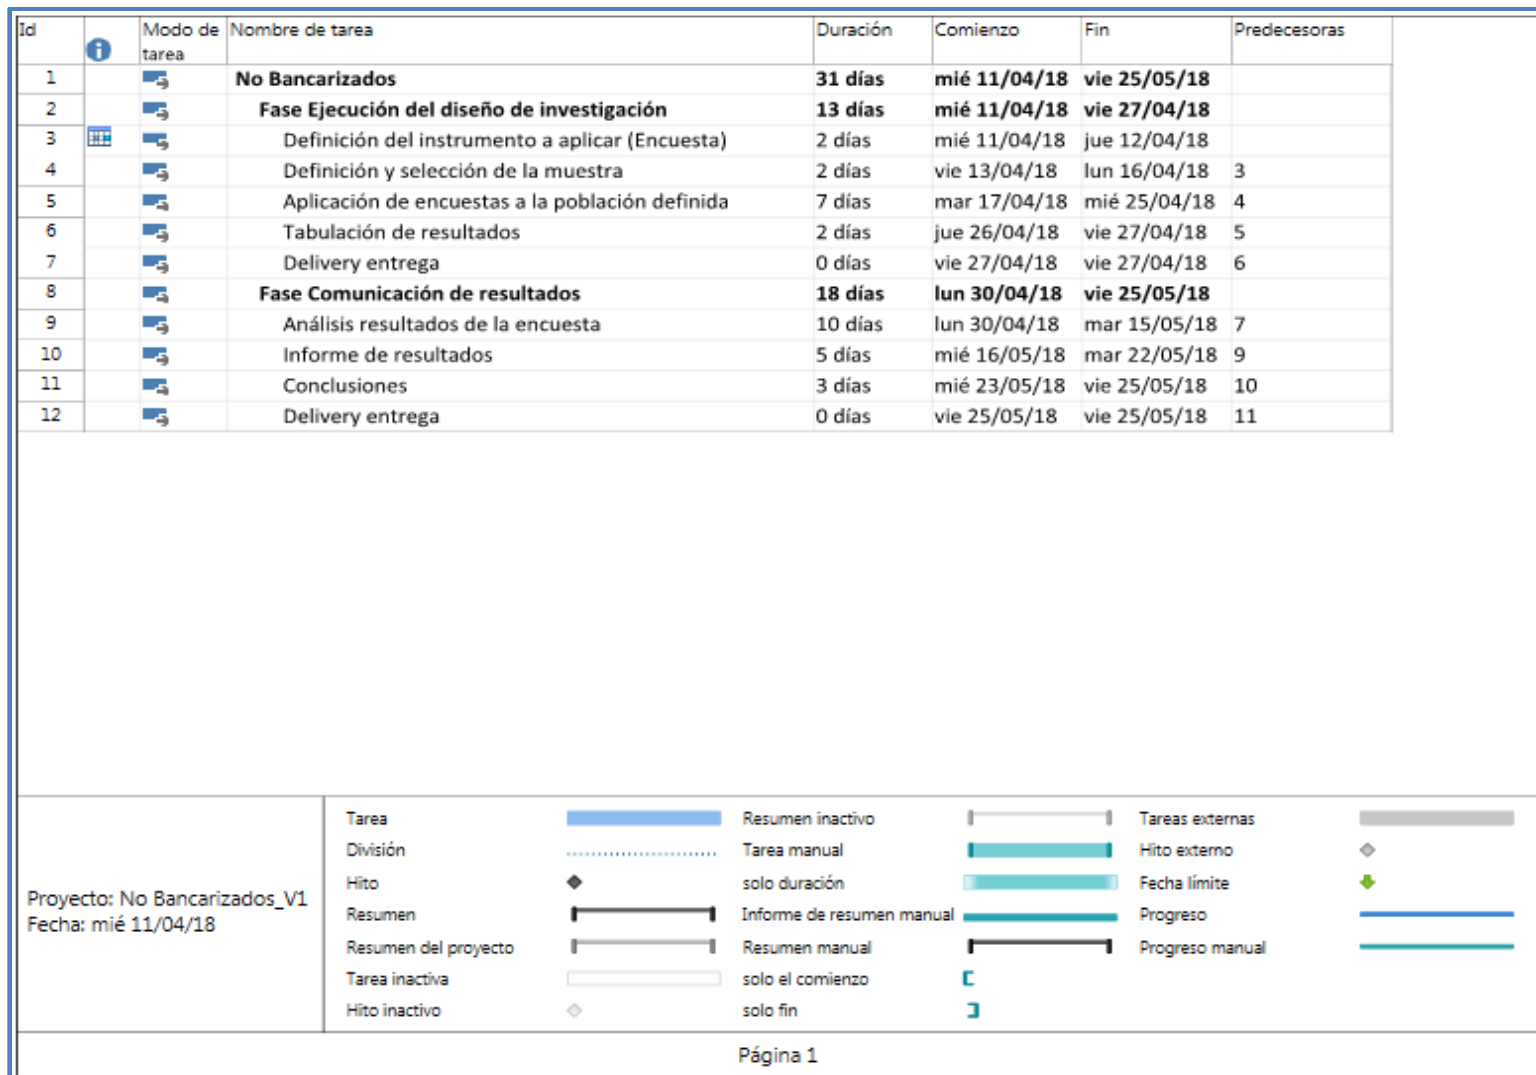 Id Modo de tarea Nombre de tarea Duración Comienzo Fin Predecesoras
1 No Bancarizados 31 días mié 11/04/18 vie 25/05/18
2 Fase Ejecución del diseño de investigación 13 días mié 11/04/18 vie 27/04/18
3 Definición del instrumento a aplicar (Encuesta) 2 días mié 11/04/18 jue 12/04/18
4 Definición y selección de la muestra 2 días vie 13/04/18 lun 16/04/18 3
5 Aplicación de encuestas a la población definida 7 días mar 17/04/18 mié 25/04/18 4
6 Tabulación de resultados 2 días jue 26/04/18 vie 27/04/18 5
7 Delivery entrega 0 días vie 27/04/18 vie 27/04/18 6
8 Fase Comunicación de resultados 18 días lun 30/04/18 vie 25/05/18
9 Análisis resultados de la encuesta 10 días lun 30/04/18 mar 15/05/18 7
10 Informe de resultados 5 días mié 16/05/18 mar 22/05/18 9
11 Conclusiones 3 días mié 23/05/18 vie 25/05/18 10
12 Delivery entrega 0 días vie 25/05/18 vie 25/05/18 11
Proyecto: No Bancarizados_V1
Fecha: mié 11/04/18
Tarea Resumen inactivo Tareas externas
División Tarea manual Hito externo
Hito solo duración Fecha límite
Resumen Informe de resumen manual Progreso
Resumen del proyecto Resumen manual Progreso manual
Tarea inactiva solo el comienzo
Hito inactivo solo fin
Página 1